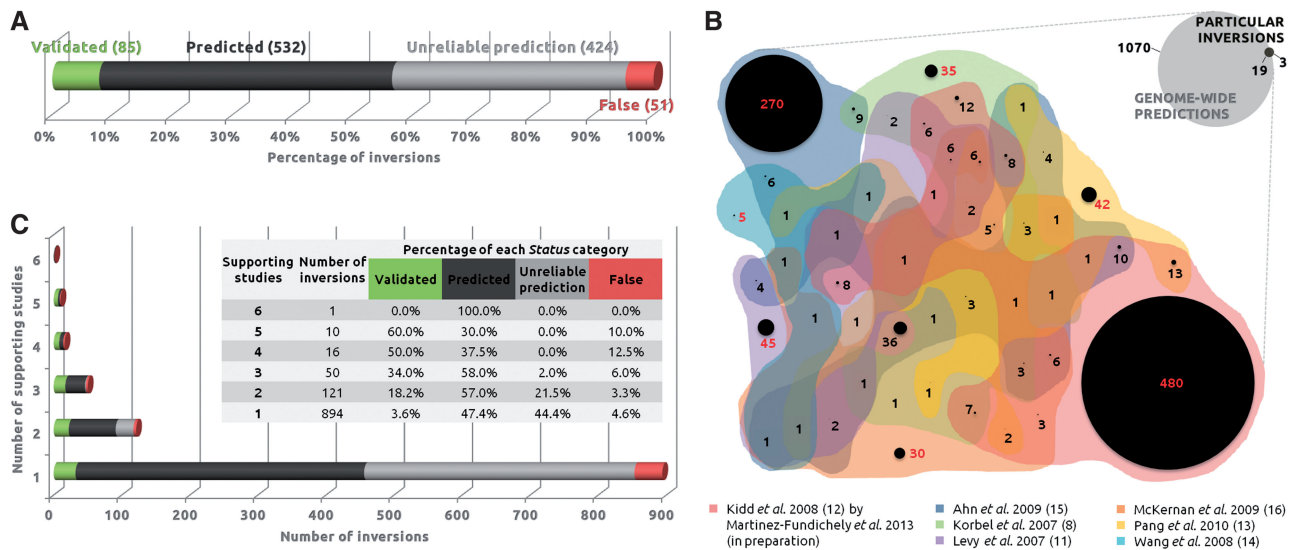 A
Validated (85)
Predicted (532)
Unreliable prediction (424)
False (51)
0% 10% 20% 30% 40% 50% 60% 70% 80% 90% 100%
Percentage of inversions
B
PARTICULAR
INVERSIONS
1070
3
19
GENOME-WIDE
PREDICTIONS
35
270
12
1
9
2
6
6
6
8
4
6
5
1
1
1
2
42
1
5
3
1
1
1
1
1
10
13
4
8
1
1
3
1
1
1
1
45
36
3
6
480
1
1
1
7
1
1
2
2
3
30
Kidd et al. 2008 (12) by
Martinez-Fundichely et al. 2013
(in preparation)
Ahn et al. 2009 (15)
Korbel et al. 2007 (8)
Levy et al. 2007 (11)
McKernan et al. 2009 (16)
Pang et al. 2010 (13)
Wang et al. 2008 (14)
C
Number of supporting studies
6
5
4
3
2
1
0 100 200 300 400 500 600 700 800 900
Number of inversions
Percentage of each Status category
Supporting studies Number of inversions Validated Predicted Unreliable prediction False
6 1 0.0% 100.0% 0.0% 0.0%
5 10 60.0% 30.0% 0.0% 10.0%
4 16 50.0% 37.5% 0.0% 12.5%
3 50 34.0% 58.0% 2.0% 6.0%
2 121 18.2% 57.0% 21.5% 3.3%
1 894 3.6% 47.4% 44.4% 4.6%